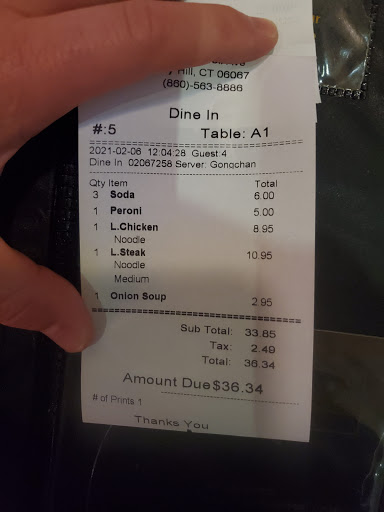 Hill, CT 06067
(860)-563-8886
Dine In
#:5 Table: A1
2021-02-06 12:04:28 Guest:4
Dine In 02067258 Server: Gongchan
Qty Item Total
3 Soda 6.00
1 Peroni 5.00
1 L.Chicken 8.95
Noodle
1 L.Steak 10.95
Noodle
Medium
1 Onion Soup 2.95
Sub Total: 33.85
Tax: 2.49
Total: 36.34
Amount Due$36.34
# of Prints 1
Thanks You